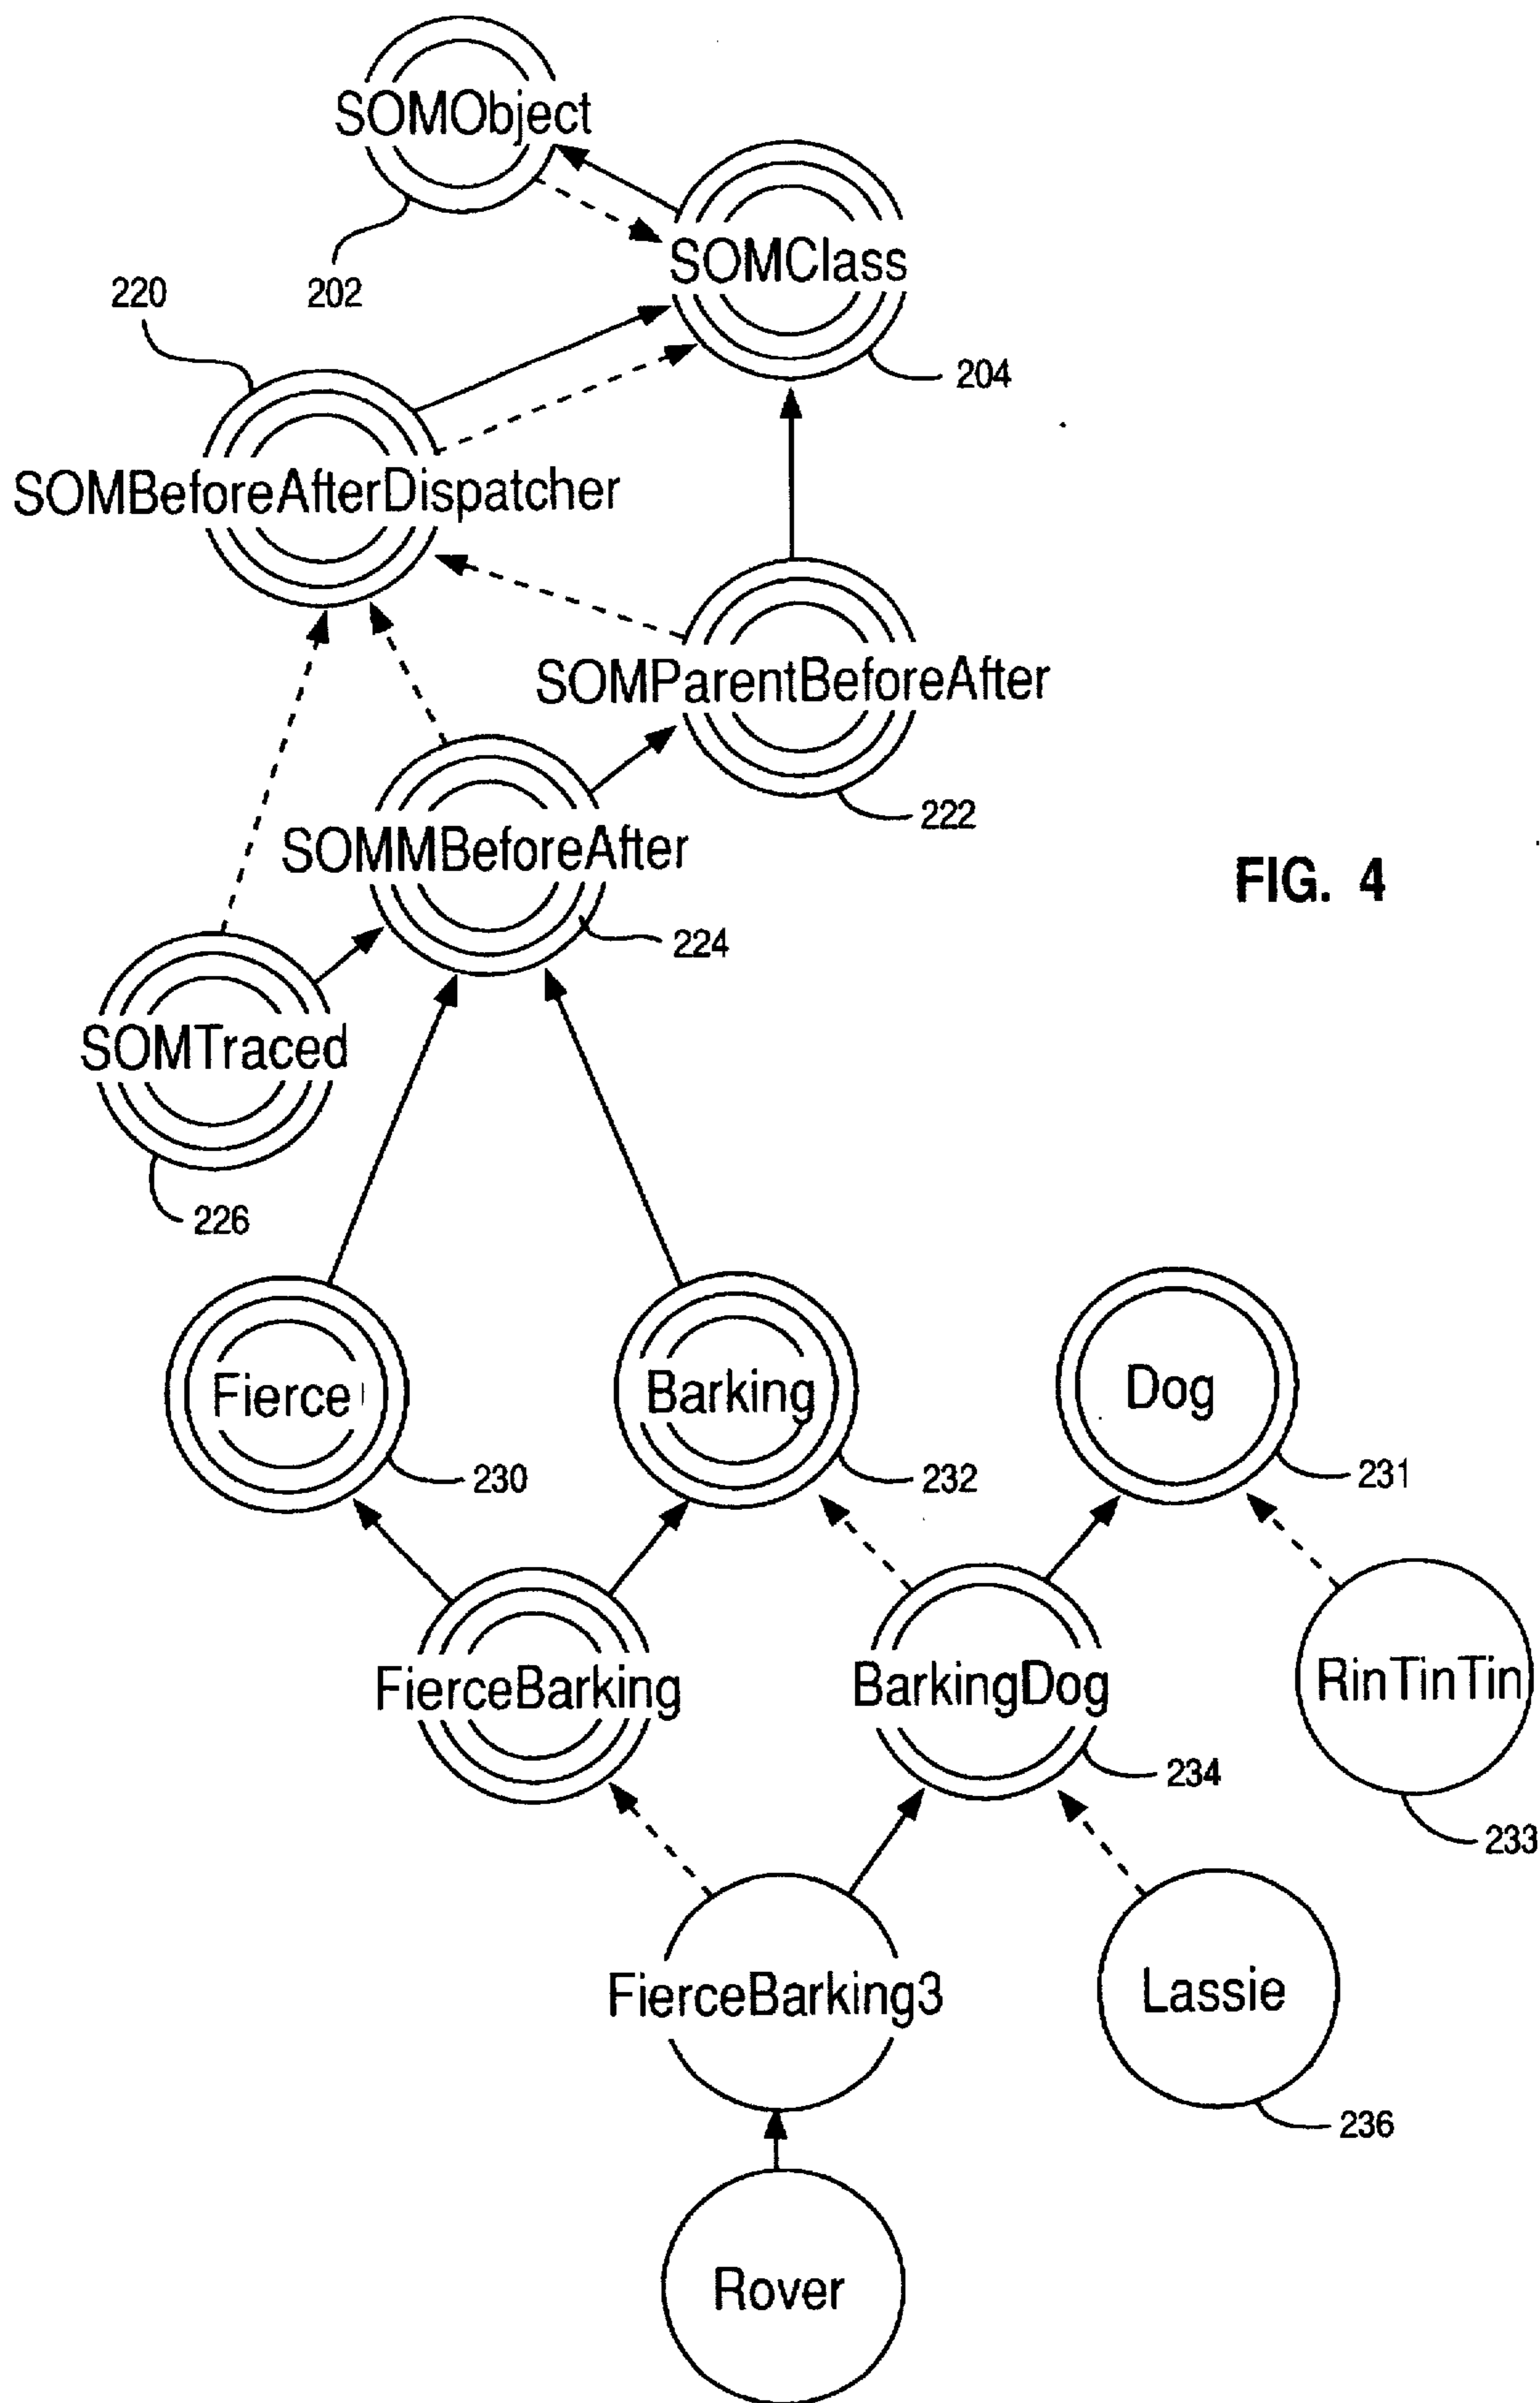 SOMObject
SOMClass
220
202
204
SOMBeforeAfterDispatcher
SOMParentBeforeAfter
222
SOMMBeforeAfter
FIG. 4
224
SOMTraced
226
Fierce
Barking
Dog
230
232
231
FierceBarking
BarkingDog
RinTinTin
234
233
FierceBarking3
Lassie
236
Rover